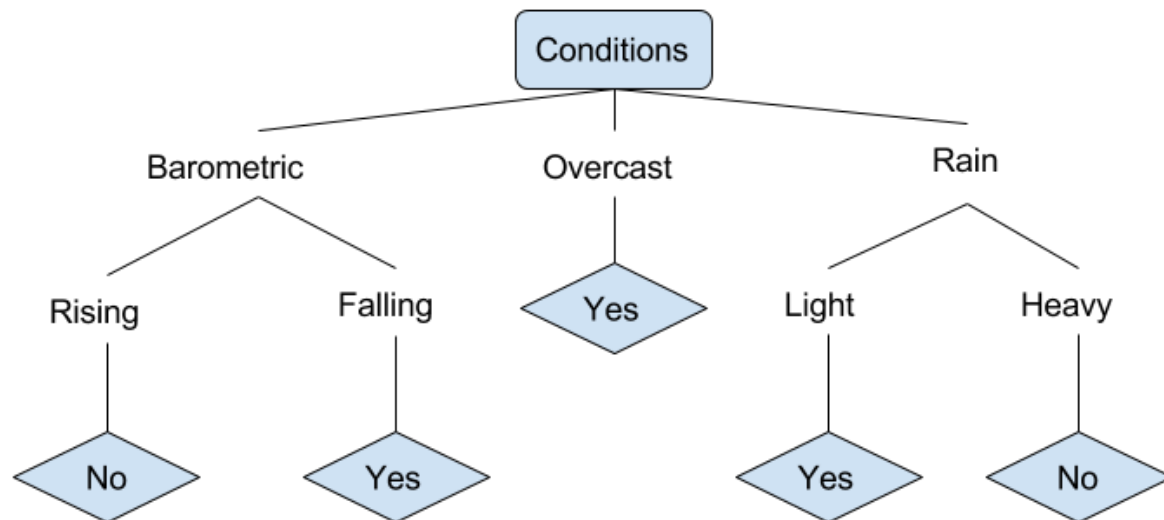 Conditions
Barometric
Overcast
Rain
Rising
Falling
Yes
Light
Heavy
No
Yes
Yes
No